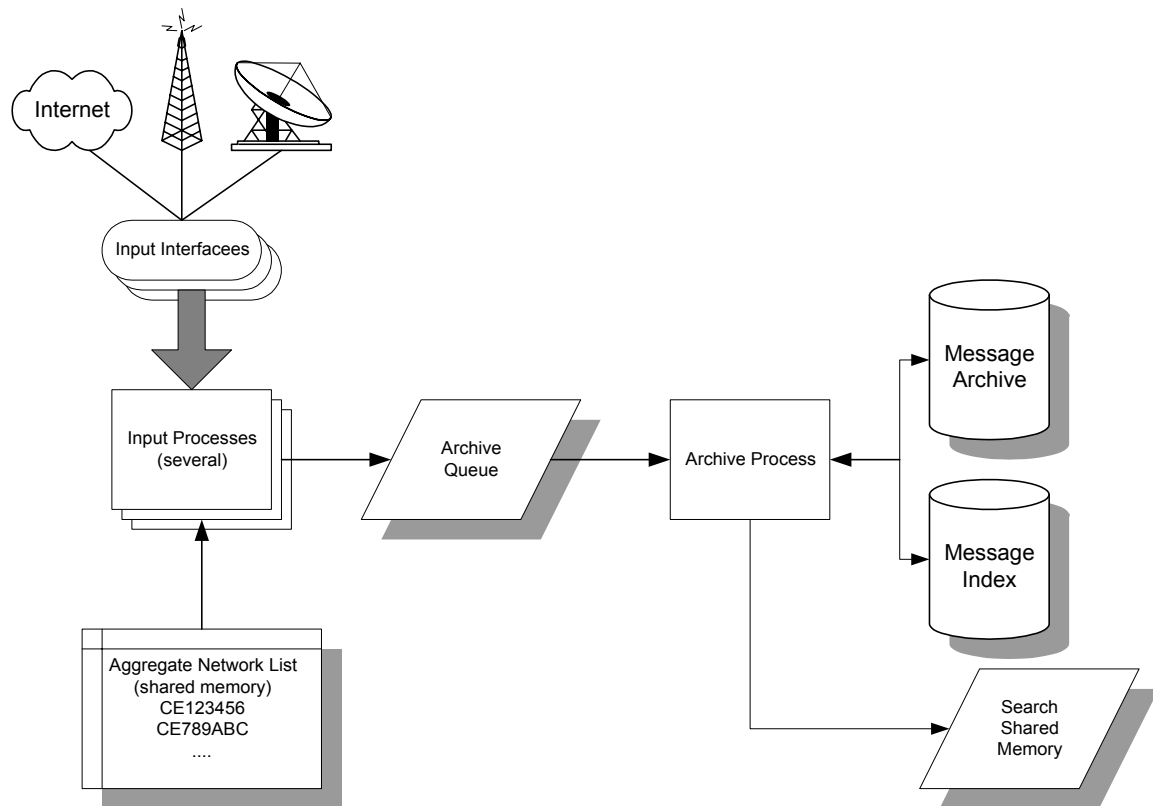 Internet
Input Interfacees
Input Processes
(several)
Archive
Queue
Archive Process
Message
Archive
Message
Index
Aggregate Network List
(shared memory)
CE123456
CE789ABC
....
Search
Shared
Memory